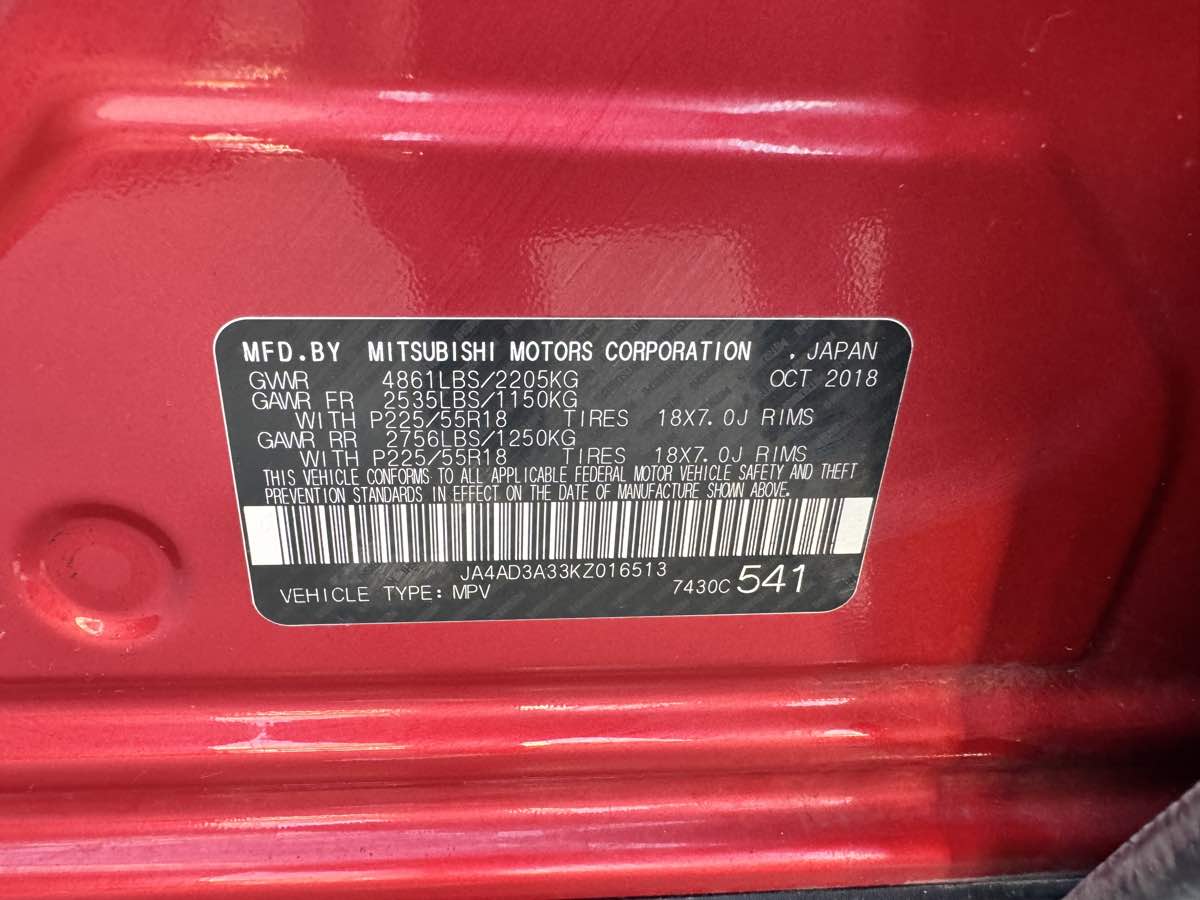 MFD.BY MITSUBISHI MOTORS CORPORATION , JAPAN
GVWR 4861LBS/2205KG OCT 2018
GAWR FR 2535LBS/1150KG
WITH P225/55R18 TIRES 18X7.0J RIMS
GAWR RR 2756LBS/1250KG
WITH P225/55R18 TIRES 18X7.0J RIMS
THIS VEHICLE CONFORMS TO ALL APPLICABLE FEDERAL MOTOR VEHICLE SAFETY AND THEFT
PREVENTION STANDARDS IN EFFECT ON THE DATE OF MANUFACTURE SHOWN ABOVE.
JA4AD3A33KZ016513
VEHICLE TYPE: MPV 7430C 541